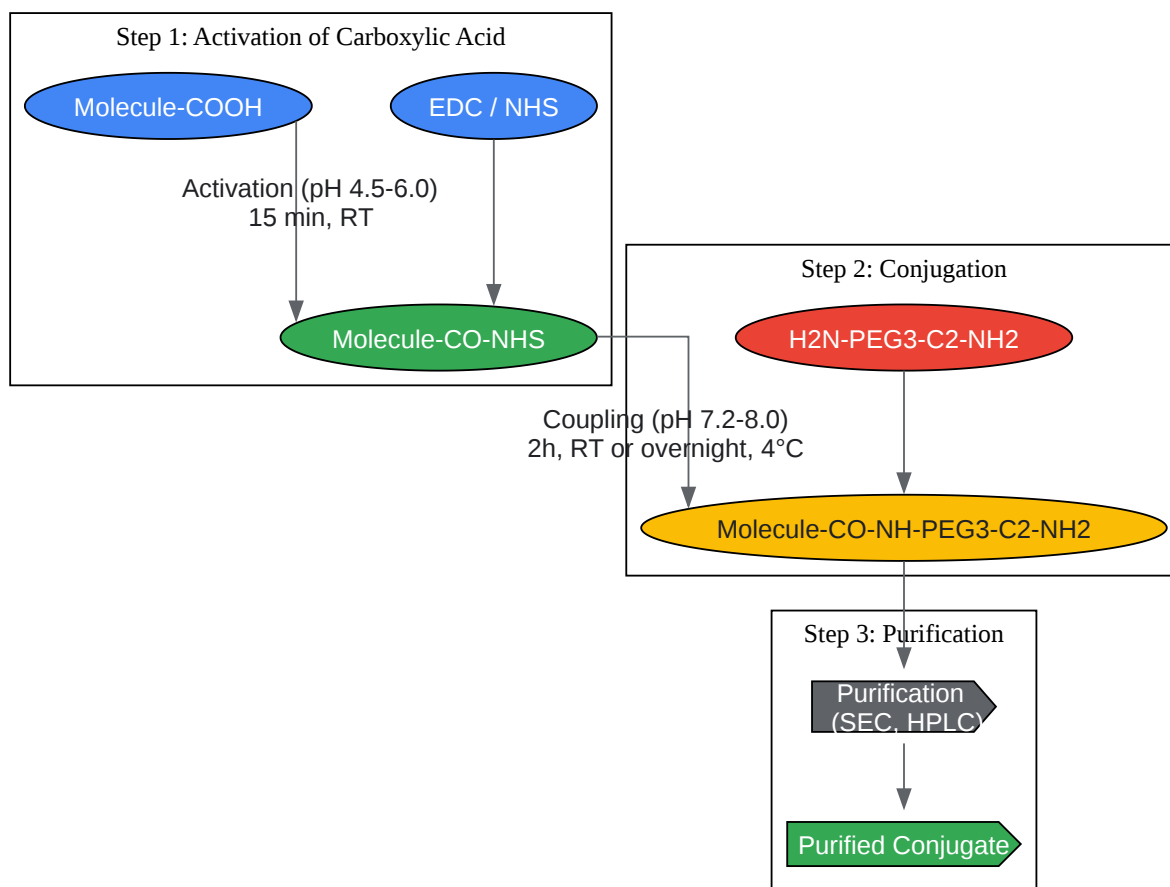 Step 1: Activation of Carboxylic Acid
Molecule-COOH
EDC / NHS
Activation (pH 4.5-6.0)
15 min, RT
Molecule-CO-NHS
Step 2: Conjugation
H2N-PEG3-C2-NH2
Coupling (pH 7.2-8.0)
2h, RT or overnight, 4°C
Molecule-CO-NH-PEG3-C2-NH2
Step 3: Purification
Purification
(SEC, HPLC)
Purified Conjugate